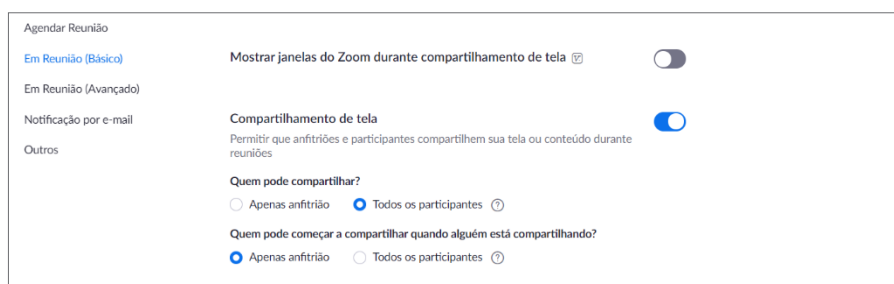 Agendar Reunião
Em Reunião (Básico)
Em Reunião (Avançado)
Notificação por e-mail
Outros
Mostrar janelas do Zoom durante compartilhamento de tela
Compartilhamento de tela
Permitir que anfitriões e participantes compartilhem sua tela ou conteúdo durante
reuniões
Quem pode compartilhar?
Apenas anfitrião Todos os participantes ?
Quem pode começar a compartilhar quando alguém está compartilhando?
Apenas anfitrião Todos os participantes ?